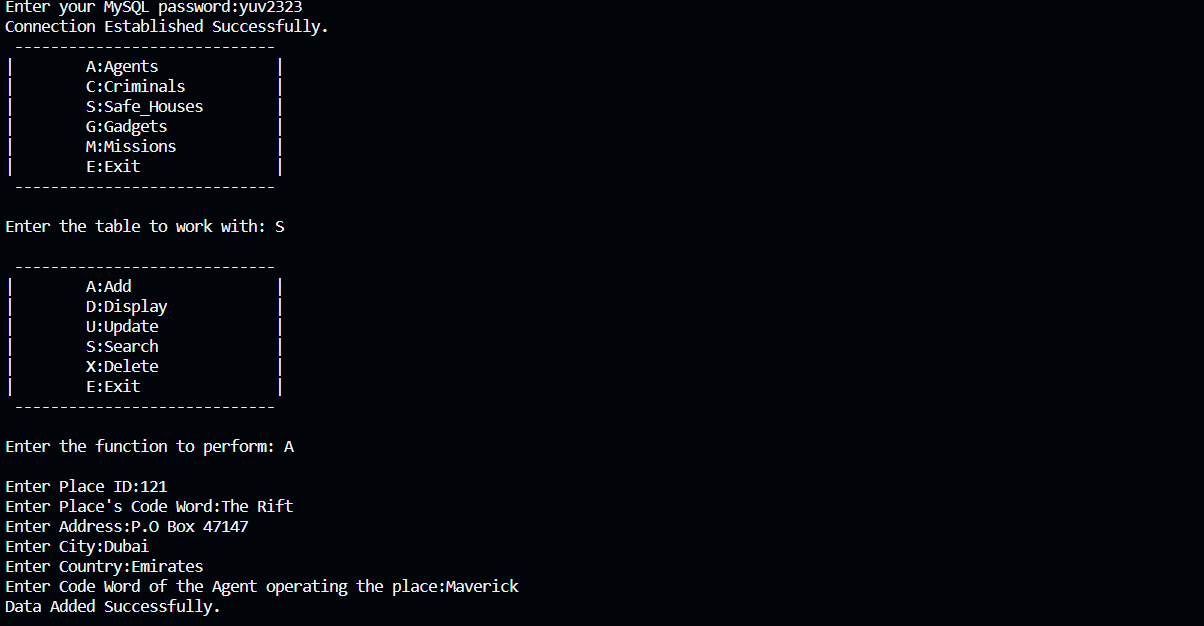 Enter your MySQL password:yuv2323
Connection Established Successfully.
-----------------------------
| A:Agents |
| C:Criminals |
| S:Safe_Houses |
| G:Gadgets |
| M:Missions |
| E:Exit |
-----------------------------
Enter the table to work with: S
-----------------------------
| A:Add |
| D:Display |
| U:Update |
| S:Search |
| X:Delete |
| E:Exit |
-----------------------------
Enter the function to perform: A
Enter Place ID:121
Enter Place's Code Word:The Rift
Enter Address:P.O Box 47147
Enter City:Dubai
Enter Country:Emirates
Enter Code Word of the Agent operating the place:Maverick
Data Added Successfully.